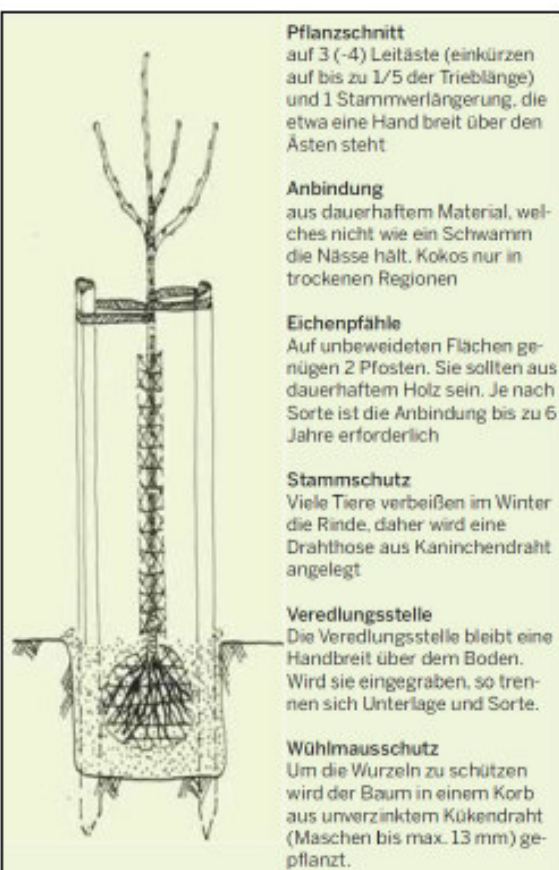 Pflanzschnitt
auf 3 (-4) Leitäste (einkürzen
auf bis zu 1/5 der Trieblänge)
und 1 Stammverlängerung, die
etwa eine Hand breit über den
Ästen steht
Anbindung
aus dauerhaftem Material, wel-
ches nicht wie ein Schwamm
die Nässe hält. Kokos nur in
trockenen Regionen
Eichenpfähle
Auf unbeweideten Flächen ge-
nügen 2 Pfosten. Sie sollten aus
dauerhaftem Holz sein. Je nach
Sorte ist die Anbindung bis zu 6
Jahre erforderlich
Stammschutz
Viele Tiere verbeißen im Winter
die Rinde, daher wird eine
Drahthose aus Kaninchendraht
angelegt
Veredlungsstelle
Die Veredlungsstelle bleibt eine
Handbreit über dem Boden.
Wird sie eingegraben, so tren-
nen sich Unterlage und Sorte.
Wühlmausschutz
Um die Wurzeln zu schützen
wird der Baum in einem Korb
aus unverzinktem Kükendraht
(Maschen bis max. 13 mm) ge-
pflanzt.